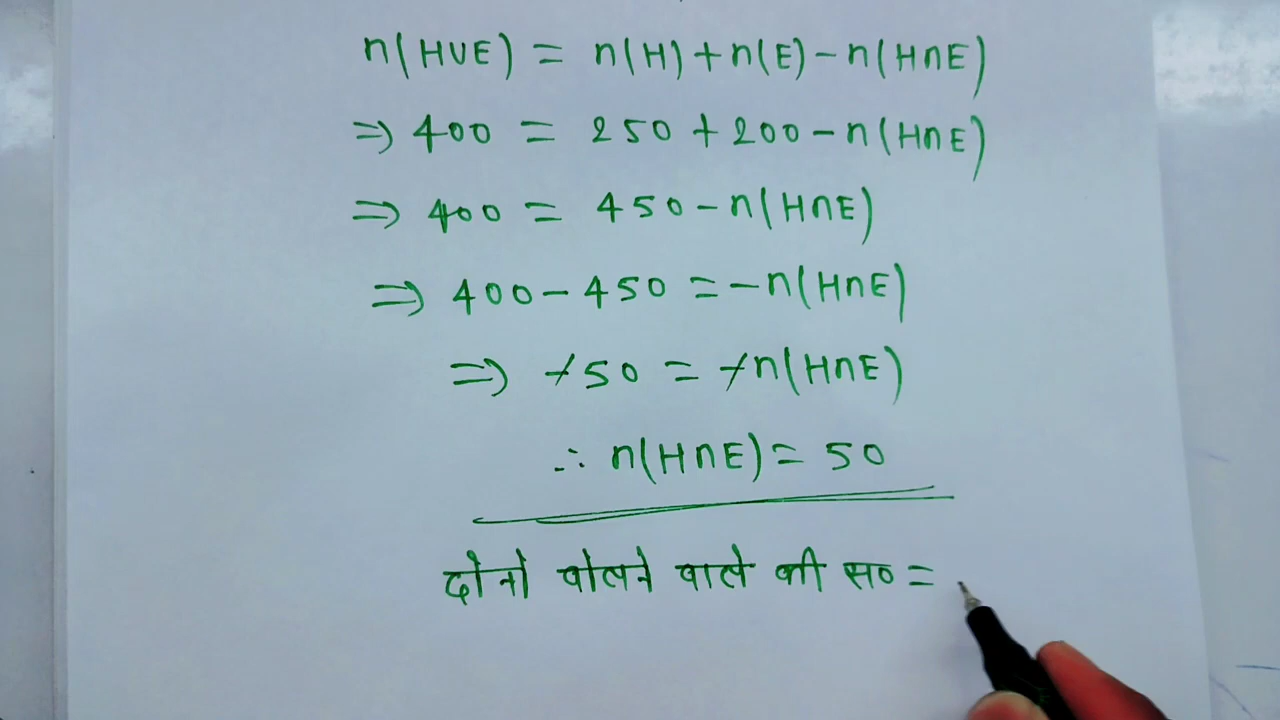 n(H∪E) = n(H)+n(E)-n(H∩E)
⇒ 400 = 250 + 200 - n(H∩E)
⇒ 400 = 450 - n(H∩E)
⇒ 400 - 450 = -n(H∩E)
⇒ -50 = -n(H∩E)
∴ n(H∩E) = 50
दोनो बोलने वाले की स० =